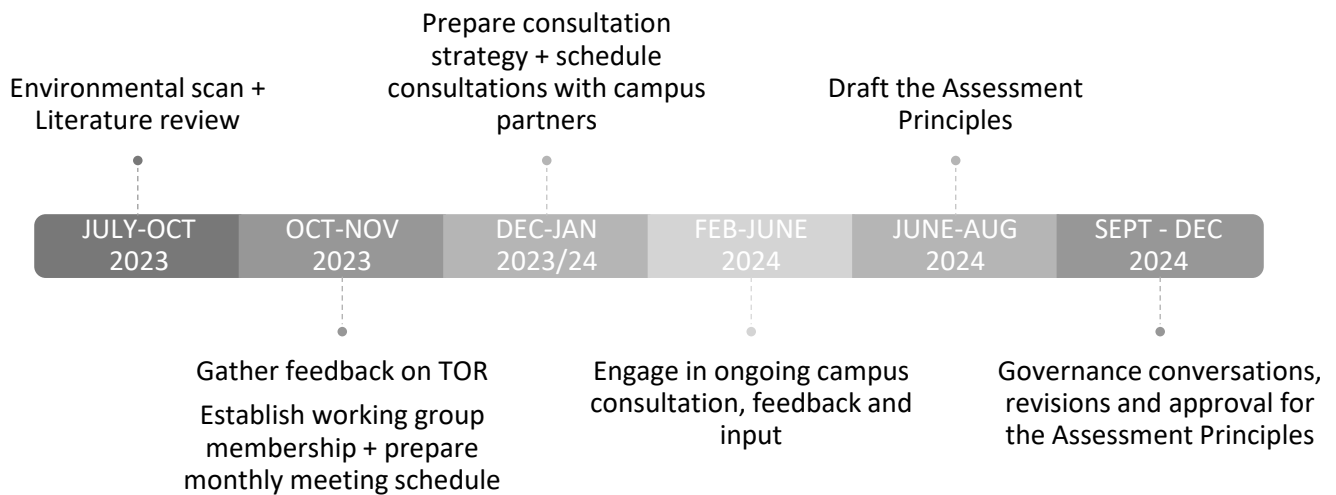 Environmental scan +
Literature review
Prepare consultation
strategy + schedule
consultations with campus
partners
Draft the Assessment
Principles
JULY-OCT
2023
OCT-NOV
2023
DEC-JAN
2023/24
FEB-JUNE
2024
JUNE-AUG
2024
SEPT - DEC
2024
Gather feedback on TOR
Establish working group
membership + prepare
monthly meeting schedule
Engage in ongoing campus
consultation, feedback and
input
Governance conversations,
revisions and approval for
the Assessment Principles